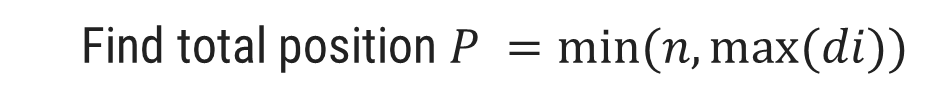 Find total position P = min(n, max(di))